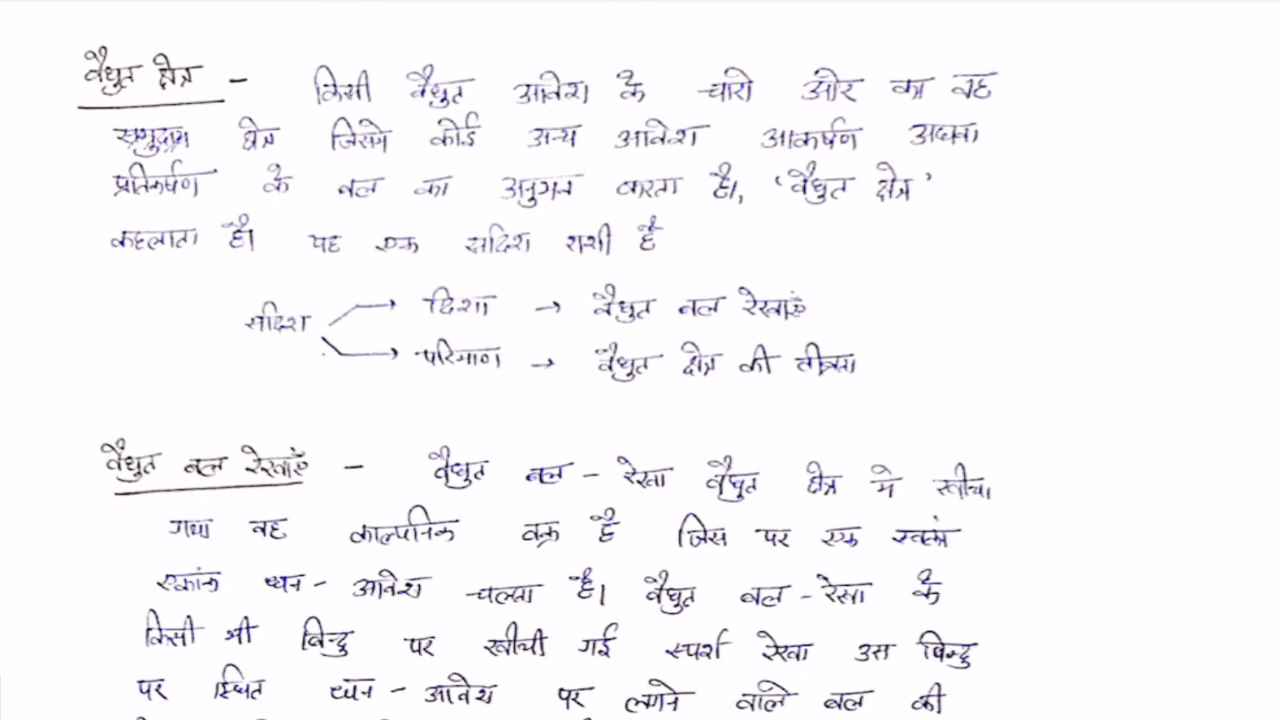 वैधुत क्षेत्र - किसी वैधुत आवेश के चारो ओर का वह
समुदाय क्षेत्र जिसमे कोई अन्य आवेश आकर्षण अथवा
प्रतिकर्षण के बल का अनुभव करता है।, 'वैधुत क्षेत्र'
कहलाता है। यह एक सदिश राशी है
सदिश → दिशा → वैधुत बल रेखाएँ
→ परिमाण → वैधुत क्षेत्र की तीव्रता
वैधुत बल रेखाएँ - वैधुत बल - रेखा वैधुत क्षेत्र मे खीचा
गया वह काल्पनिक वक्र है जिस पर एक स्वतंत्र
एकांक धन - आवेश चलता है। वैधुत बल - रेखा के
किसी भी बिन्दु पर खीची गई स्पर्श रेखा उस बिन्दु
पर स्थित धन - आवेश पर लगने वाले बल की